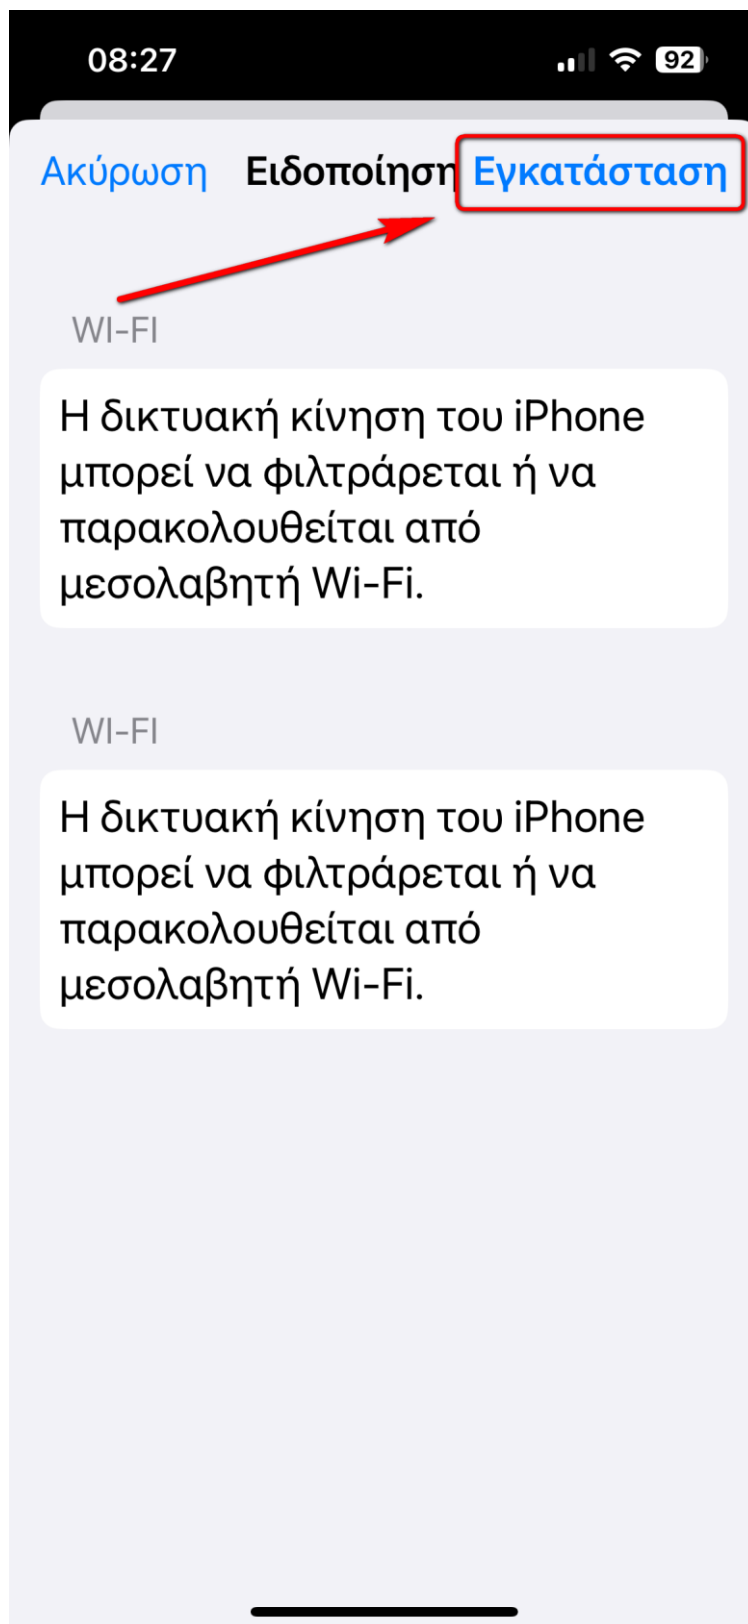 08:27
92
Ακύρωση Ειδοποίηση Εγκατάσταση
WI-FI
Η δικτυακή κίνηση του iPhone
μπορεί να φιλτράρεται ή να
παρακολουθείται από
μεσολαβητή Wi-Fi.
WI-FI
Η δικτυακή κίνηση του iPhone
μπορεί να φιλτράρεται ή να
παρακολουθείται από
μεσολαβητή Wi-Fi.